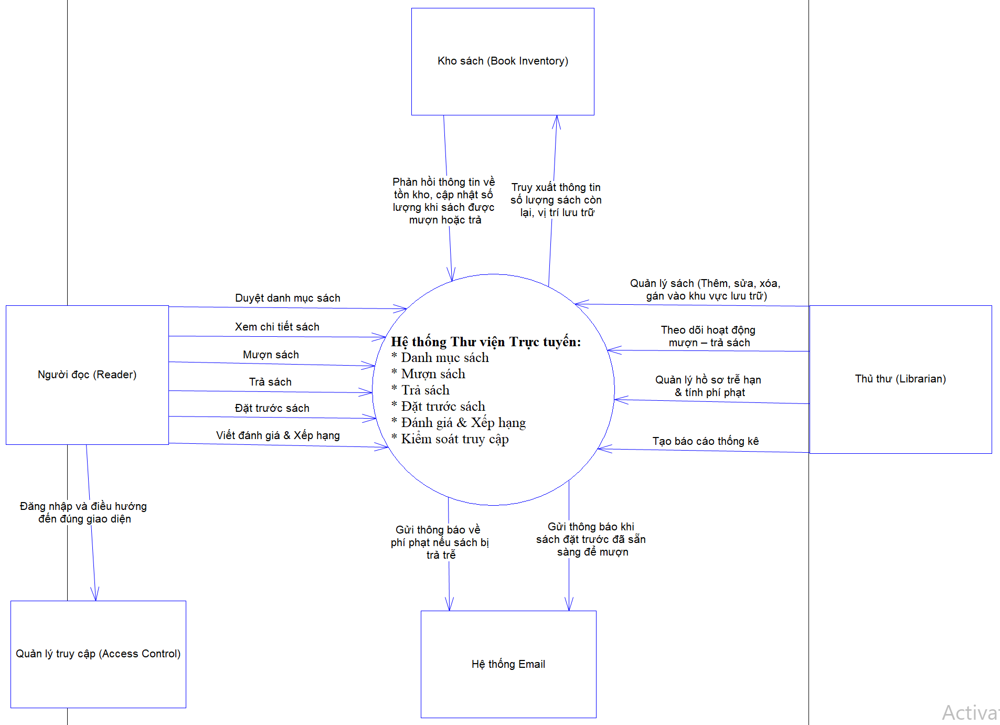 Kho sách (Book Inventory)
Phản hồi thông tin về
tồn kho, cập nhật số
lượng khi sách được
mượn hoặc trả
Truy xuất thông tin
số lượng sách còn
lại, vị trí lưu trữ
Duyệt danh mục sách
Xem chi tiết sách
Mượn sách
Trả sách
Đặt trước sách
Viết đánh giá & Xếp hạng
Người đọc (Reader)
Hệ thống Thư viện Trực tuyến:
* Danh mục sách
* Mượn sách
* Trả sách
* Đặt trước sách
* Đánh giá & Xếp hạng
* Kiểm soát truy cập
Quản lý sách (Thêm, sửa, xóa,
gán vào khu vực lưu trữ)
Theo dõi hoạt động
mượn – trả sách
Quản lý hồ sơ trễ hạn
& tính phí phạt
Tạo báo cáo thống kê
Thủ thư (Librarian)
Đăng nhập và điều hướng
đến đúng giao diện
Gửi thông báo về
phí phạt nếu sách bị
trả trễ
Gửi thông báo khi
sách đặt trước đã sẵn
sàng để mượn
Quản lý truy cập (Access Control)
Hệ thống Email